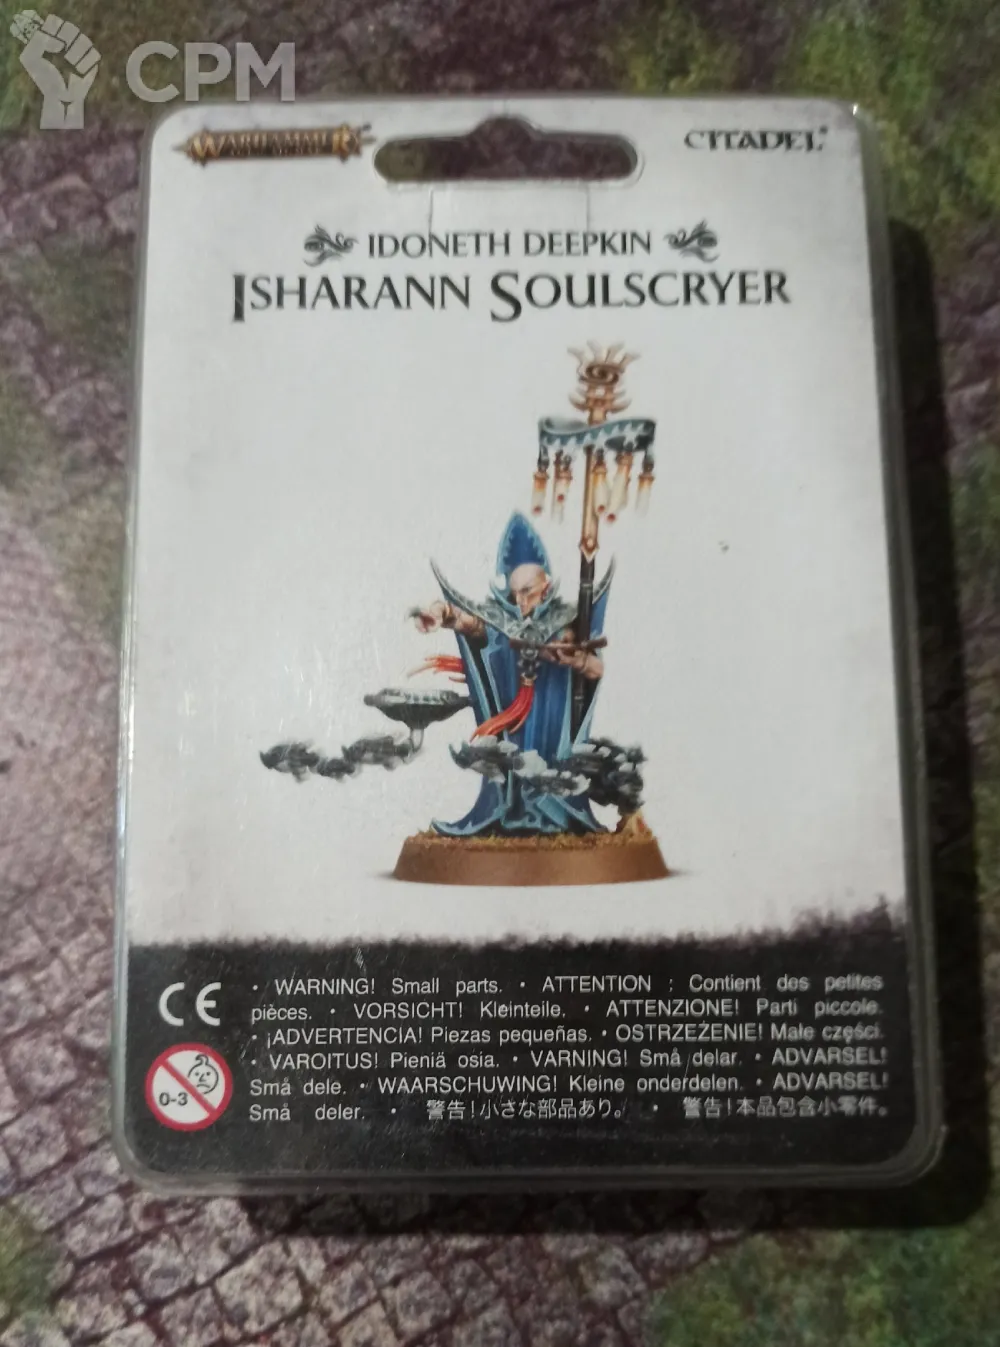 CPM
WARHAMMER
CITADEL
IDONETH DEEPKIN
ISHARANN SOULSCRYER
CE
• WARNING! Small parts. • ATTENTION : Contient des petites
pièces. • VORSICHT! Kleinteile. • ATTENZIONE! Parti piccole.
• ¡ADVERTENCIA! Piezas pequeñas. • OSTRZEŻENIE! Małe części.
• VAROITUS! Pieniä osia. • VARNING! Små delar. • ADVARSEL!
Små dele. • WAARSCHUWING! Kleine onderdelen. • ADVARSEL!
Små deler. • 警告!小さな部品あり。 • 警告!本品包含小零件。
0-3